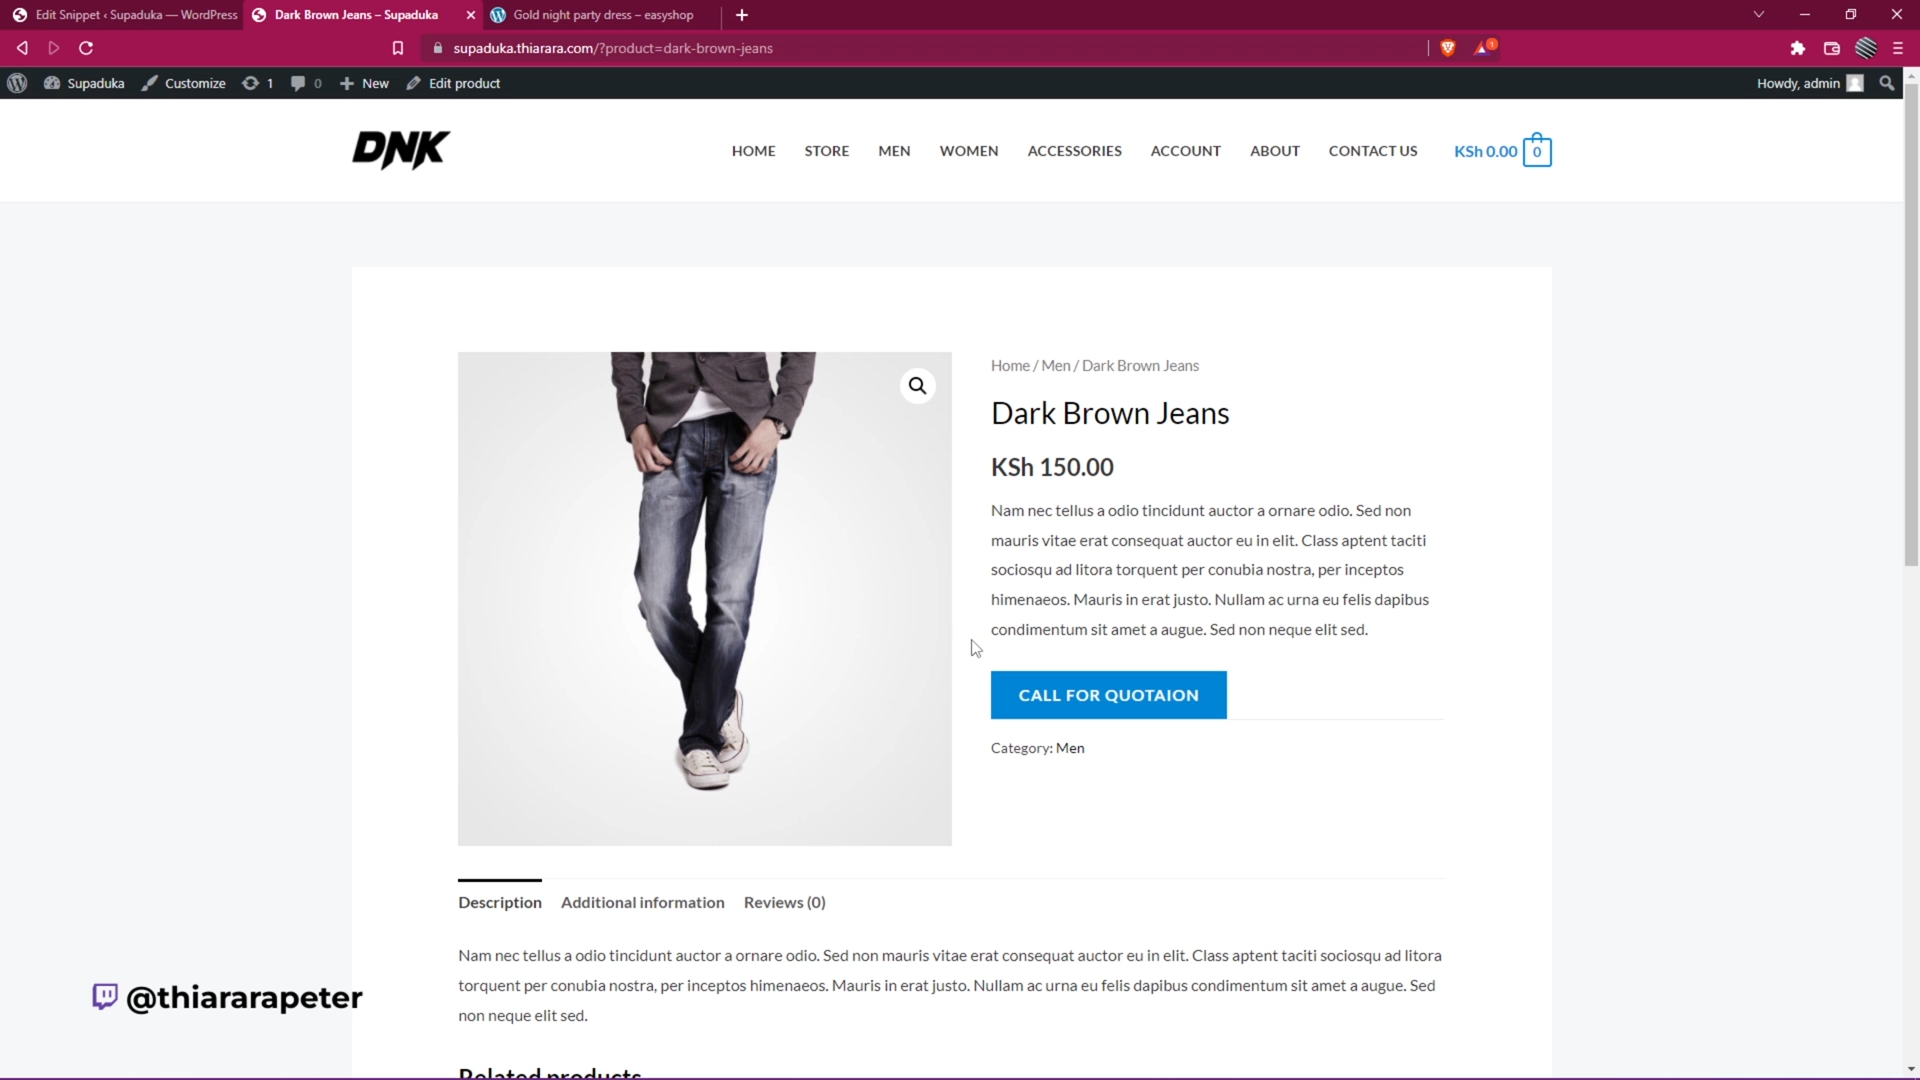 Edit Snippet ‹ Supaduka — WordPress
Dark Brown Jeans – Supaduka
Gold night party dress – easyshop
supaduka.thiarara.com/?product=dark-brown-jeans
1
Supaduka
Customize
1
0
New
Edit product
Howdy, admin
DNK
HOME
STORE
MEN
WOMEN
ACCESSORIES
ACCOUNT
ABOUT
CONTACT US
KSh 0.00
0
Home / Men / Dark Brown Jeans
Dark Brown Jeans
KSh 150.00
Nam nec tellus a odio tincidunt auctor a ornare odio. Sed non
mauris vitae erat consequat auctor eu in elit. Class aptent taciti
sociosqu ad litora torquent per conubia nostra, per inceptos
himenaeos. Mauris in erat justo. Nullam ac urna eu felis dapibus
condimentum sit amet a augue. Sed non neque elit sed.
CALL FOR QUOTAION
Category: Men
Description
Additional information
Reviews (0)
Nam nec tellus a odio tincidunt auctor a ornare odio. Sed non mauris vitae erat consequat auctor eu in elit. Class aptent taciti sociosqu ad litora
torquent per conubia nostra, per inceptos himenaeos. Mauris in erat justo. Nullam ac urna eu felis dapibus condimentum sit amet a augue. Sed
non neque elit sed.
@thiararapeter
Related products